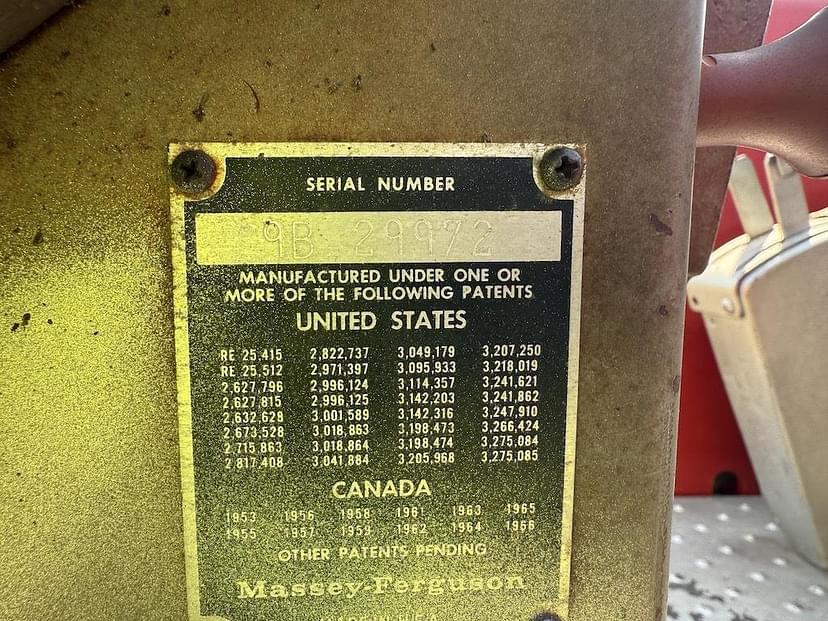 SERIAL NUMBER
9B 29972
MANUFACTURED UNDER ONE OR
MORE OF THE FOLLOWING PATENTS
UNITED STATES
RE 25,415 2,822,737 3,049,179 3,207,250
RE 25,512 2,971,397 3,095,933 3,218,019
2,627,796 2,996,124 3,114,357 3,241,621
2,627,815 2,996,125 3,142,203 3,241,862
2,632,628 3,001,589 3,142,316 3,247,910
2,673,528 3,018,863 3,198,473 3,266,424
2,715,863 3,018,864 3,198,474 3,275,084
2,817,408 3,041,884 3,205,968 3,275,085
CANADA
1953 1956 1958 1961 1963 1965
1955 1957 1959 1962 1964 1966
OTHER PATENTS PENDING
Massey-Ferguson
MADE IN U.S.A.